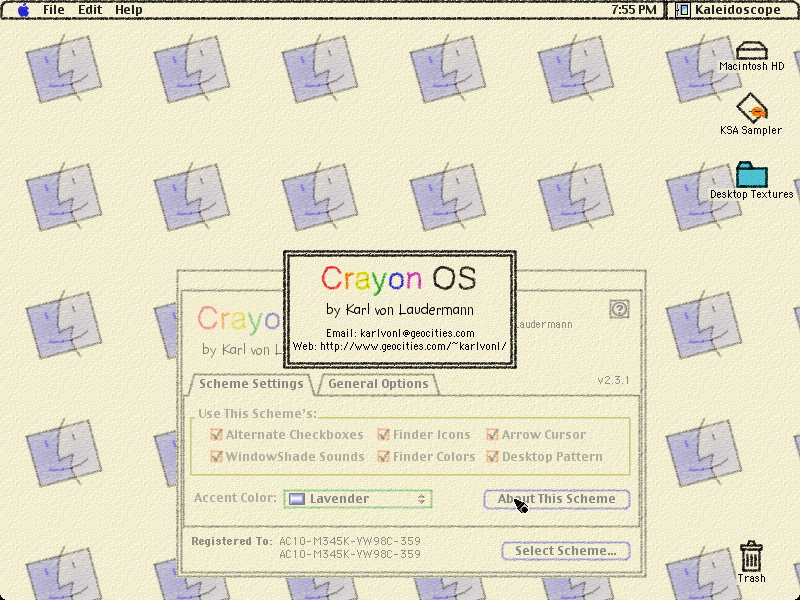 File Edit Help 7:55 PM Kaleidoscope
Macintosh HD
KSA Sampler
Desktop Textures
Crayon OS
by Karl von Laudermann
Email: karlvonl@geocities.com
Web: http://www.geocities.com/~karlvonl/
Crayo
Laudermann
by Karl von L
v2.3.1
Scheme Settings General Options
Use This Scheme's:
Alternate Checkboxes Finder Icons Arrow Cursor
WindowShade Sounds Finder Colors Desktop Pattern
Accent Color: Lavender About This Scheme
Registered To: AC10-M345K-YW98C-359
AC10-M345K-YW98C-359
Select Scheme...
Trash